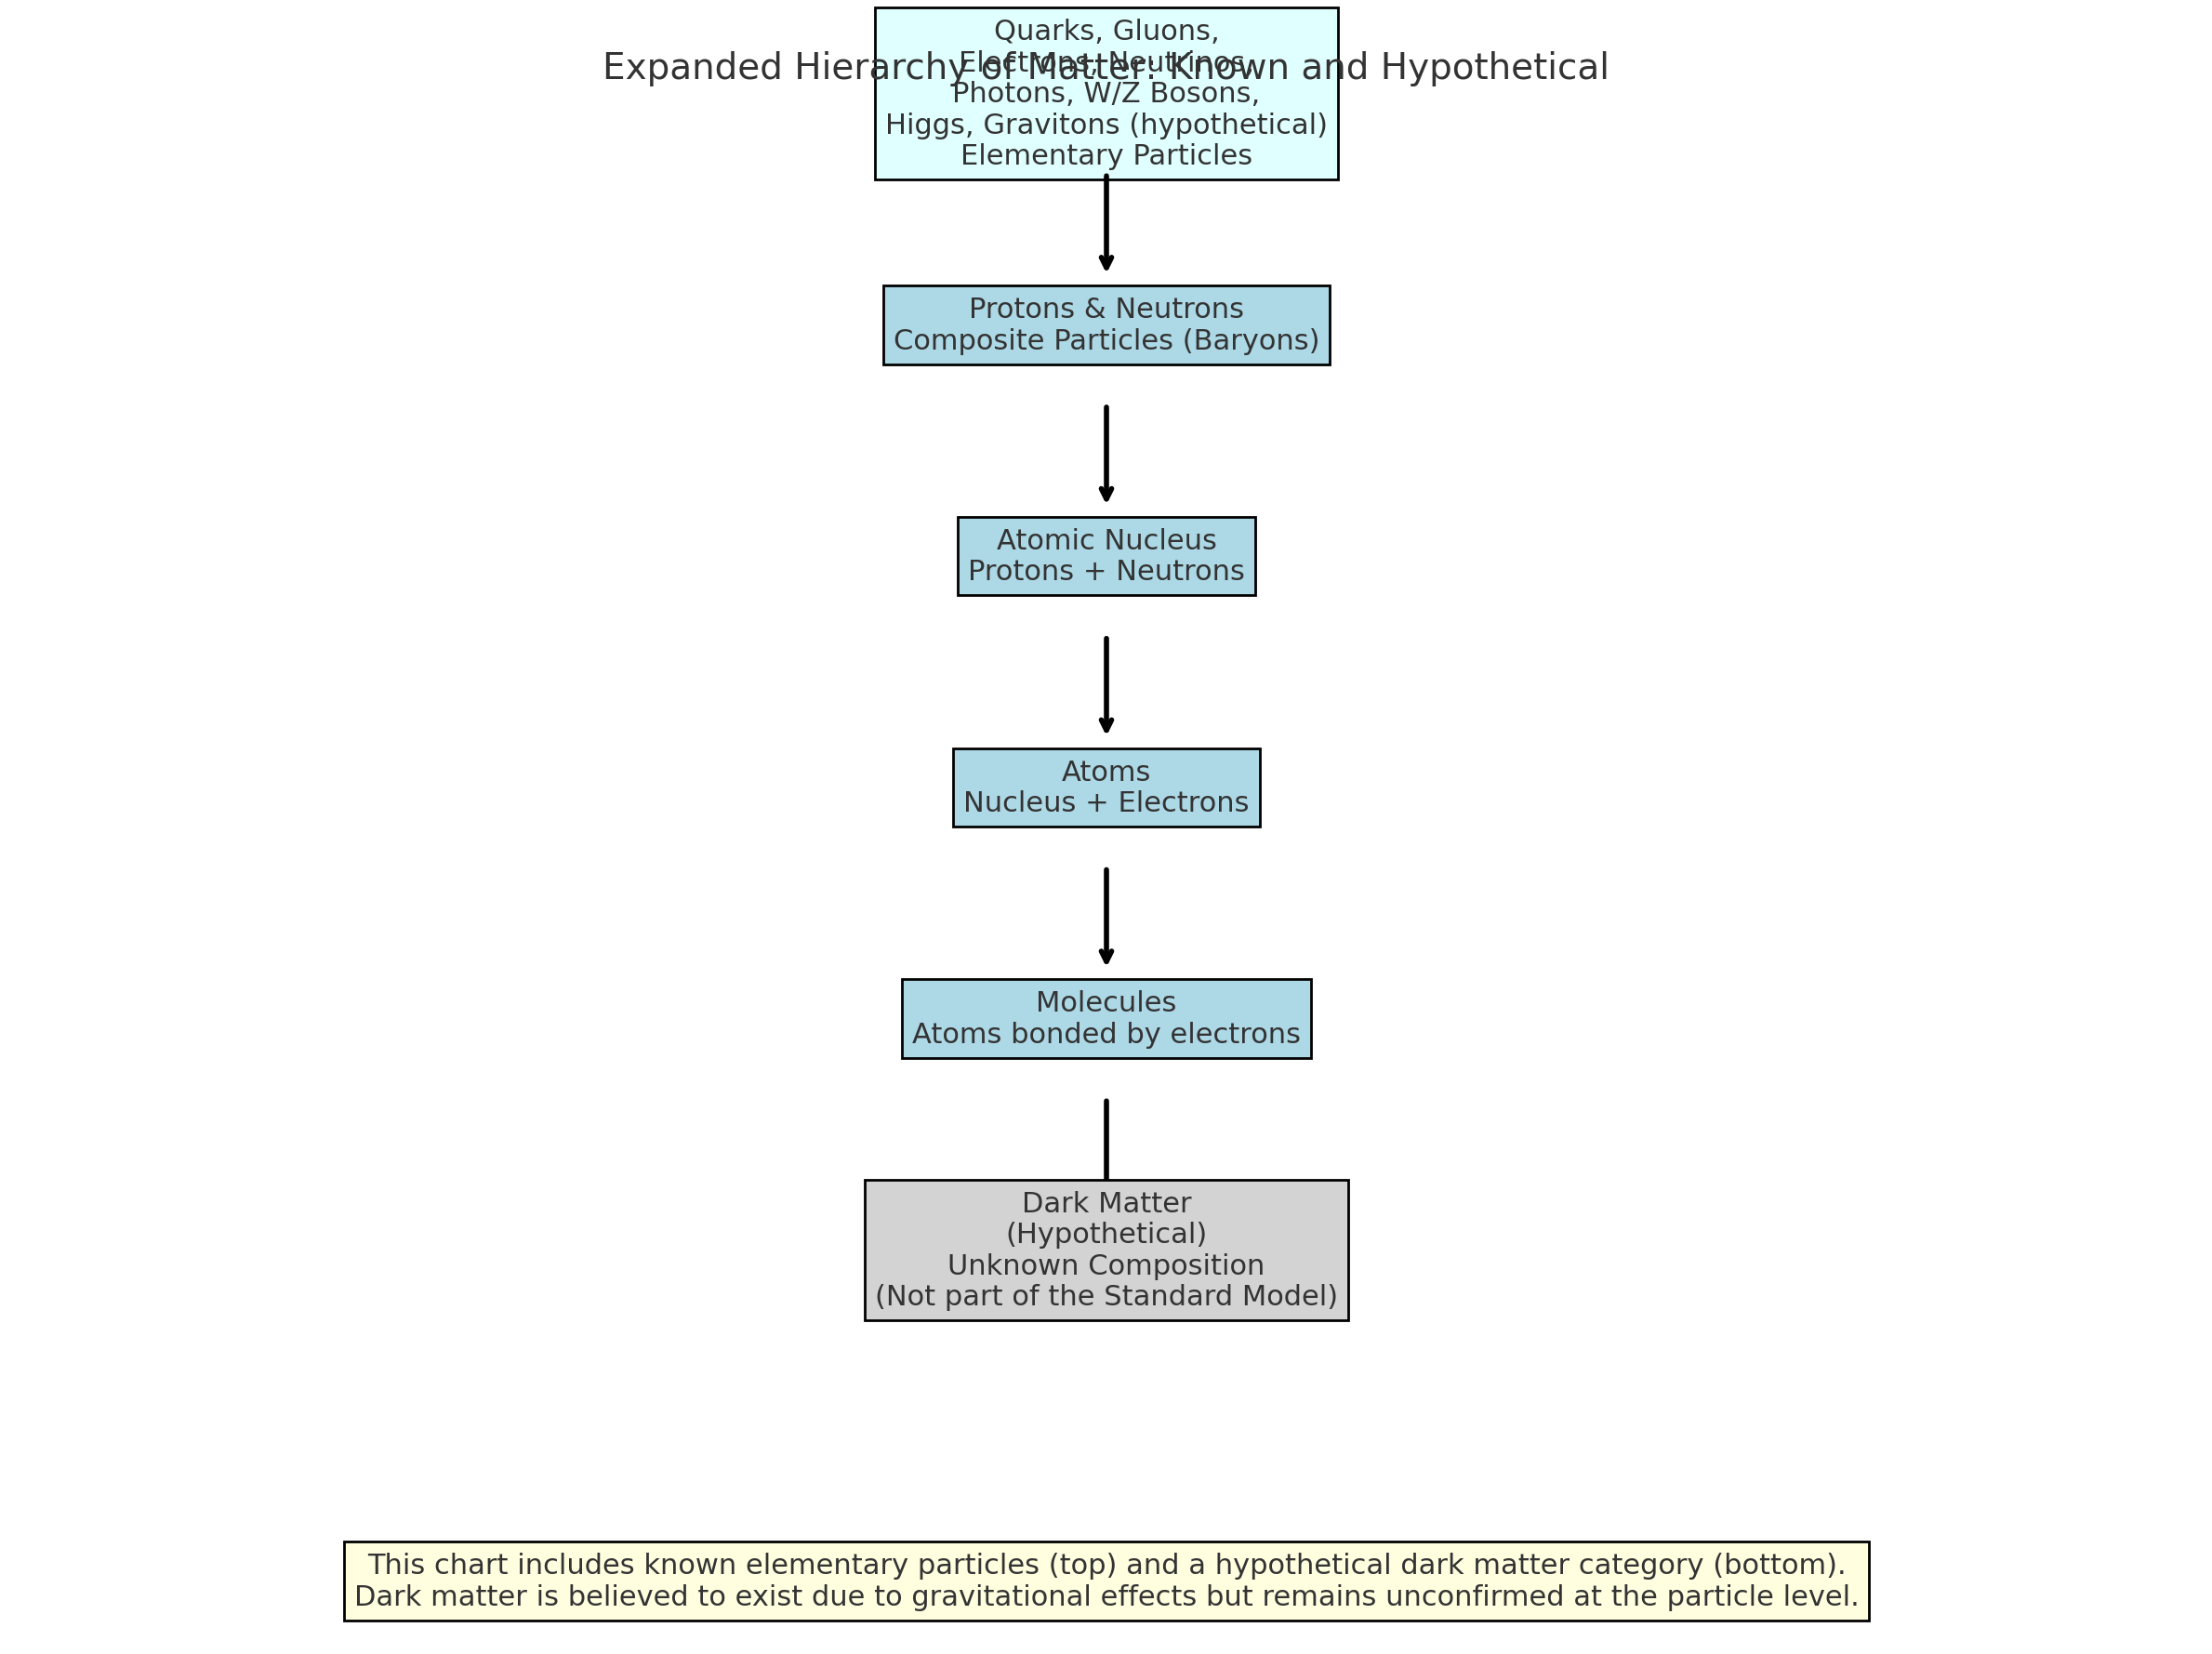 Quarks, Gluons,
Electrons, Neutrinos,
Expanded Hierarchy of Matter: Known and Hypothetical
Photons, W/Z Bosons,
Higgs, Gravitons (hypothetical)
Elementary Particles
Protons & Neutrons
Composite Particles (Baryons)
Atomic Nucleus
Protons + Neutrons
Atoms
Nucleus + Electrons
Molecules
Atoms bonded by electrons
Dark Matter
(Hypothetical)
Unknown Composition
(Not part of the Standard Model)
This chart includes known elementary particles (top) and a hypothetical dark matter category (bottom).
Dark matter is believed to exist due to gravitational effects but remains unconfirmed at the particle level.